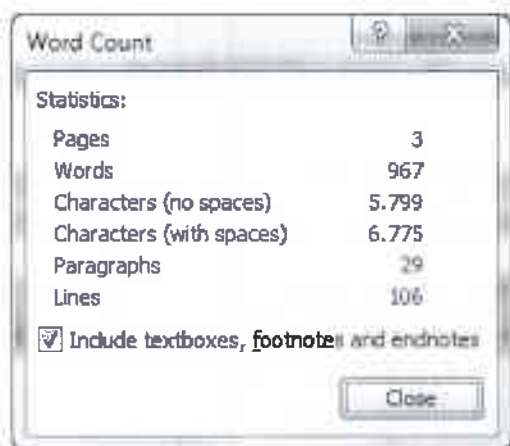 Word Count
Statistics:
Pages 3
Words 967
Characters (no spaces) 5.799
Characters (with spaces) 6.775
Paragraphs 29
Lines 106
Include textboxes, footnotes and endnotes
Close